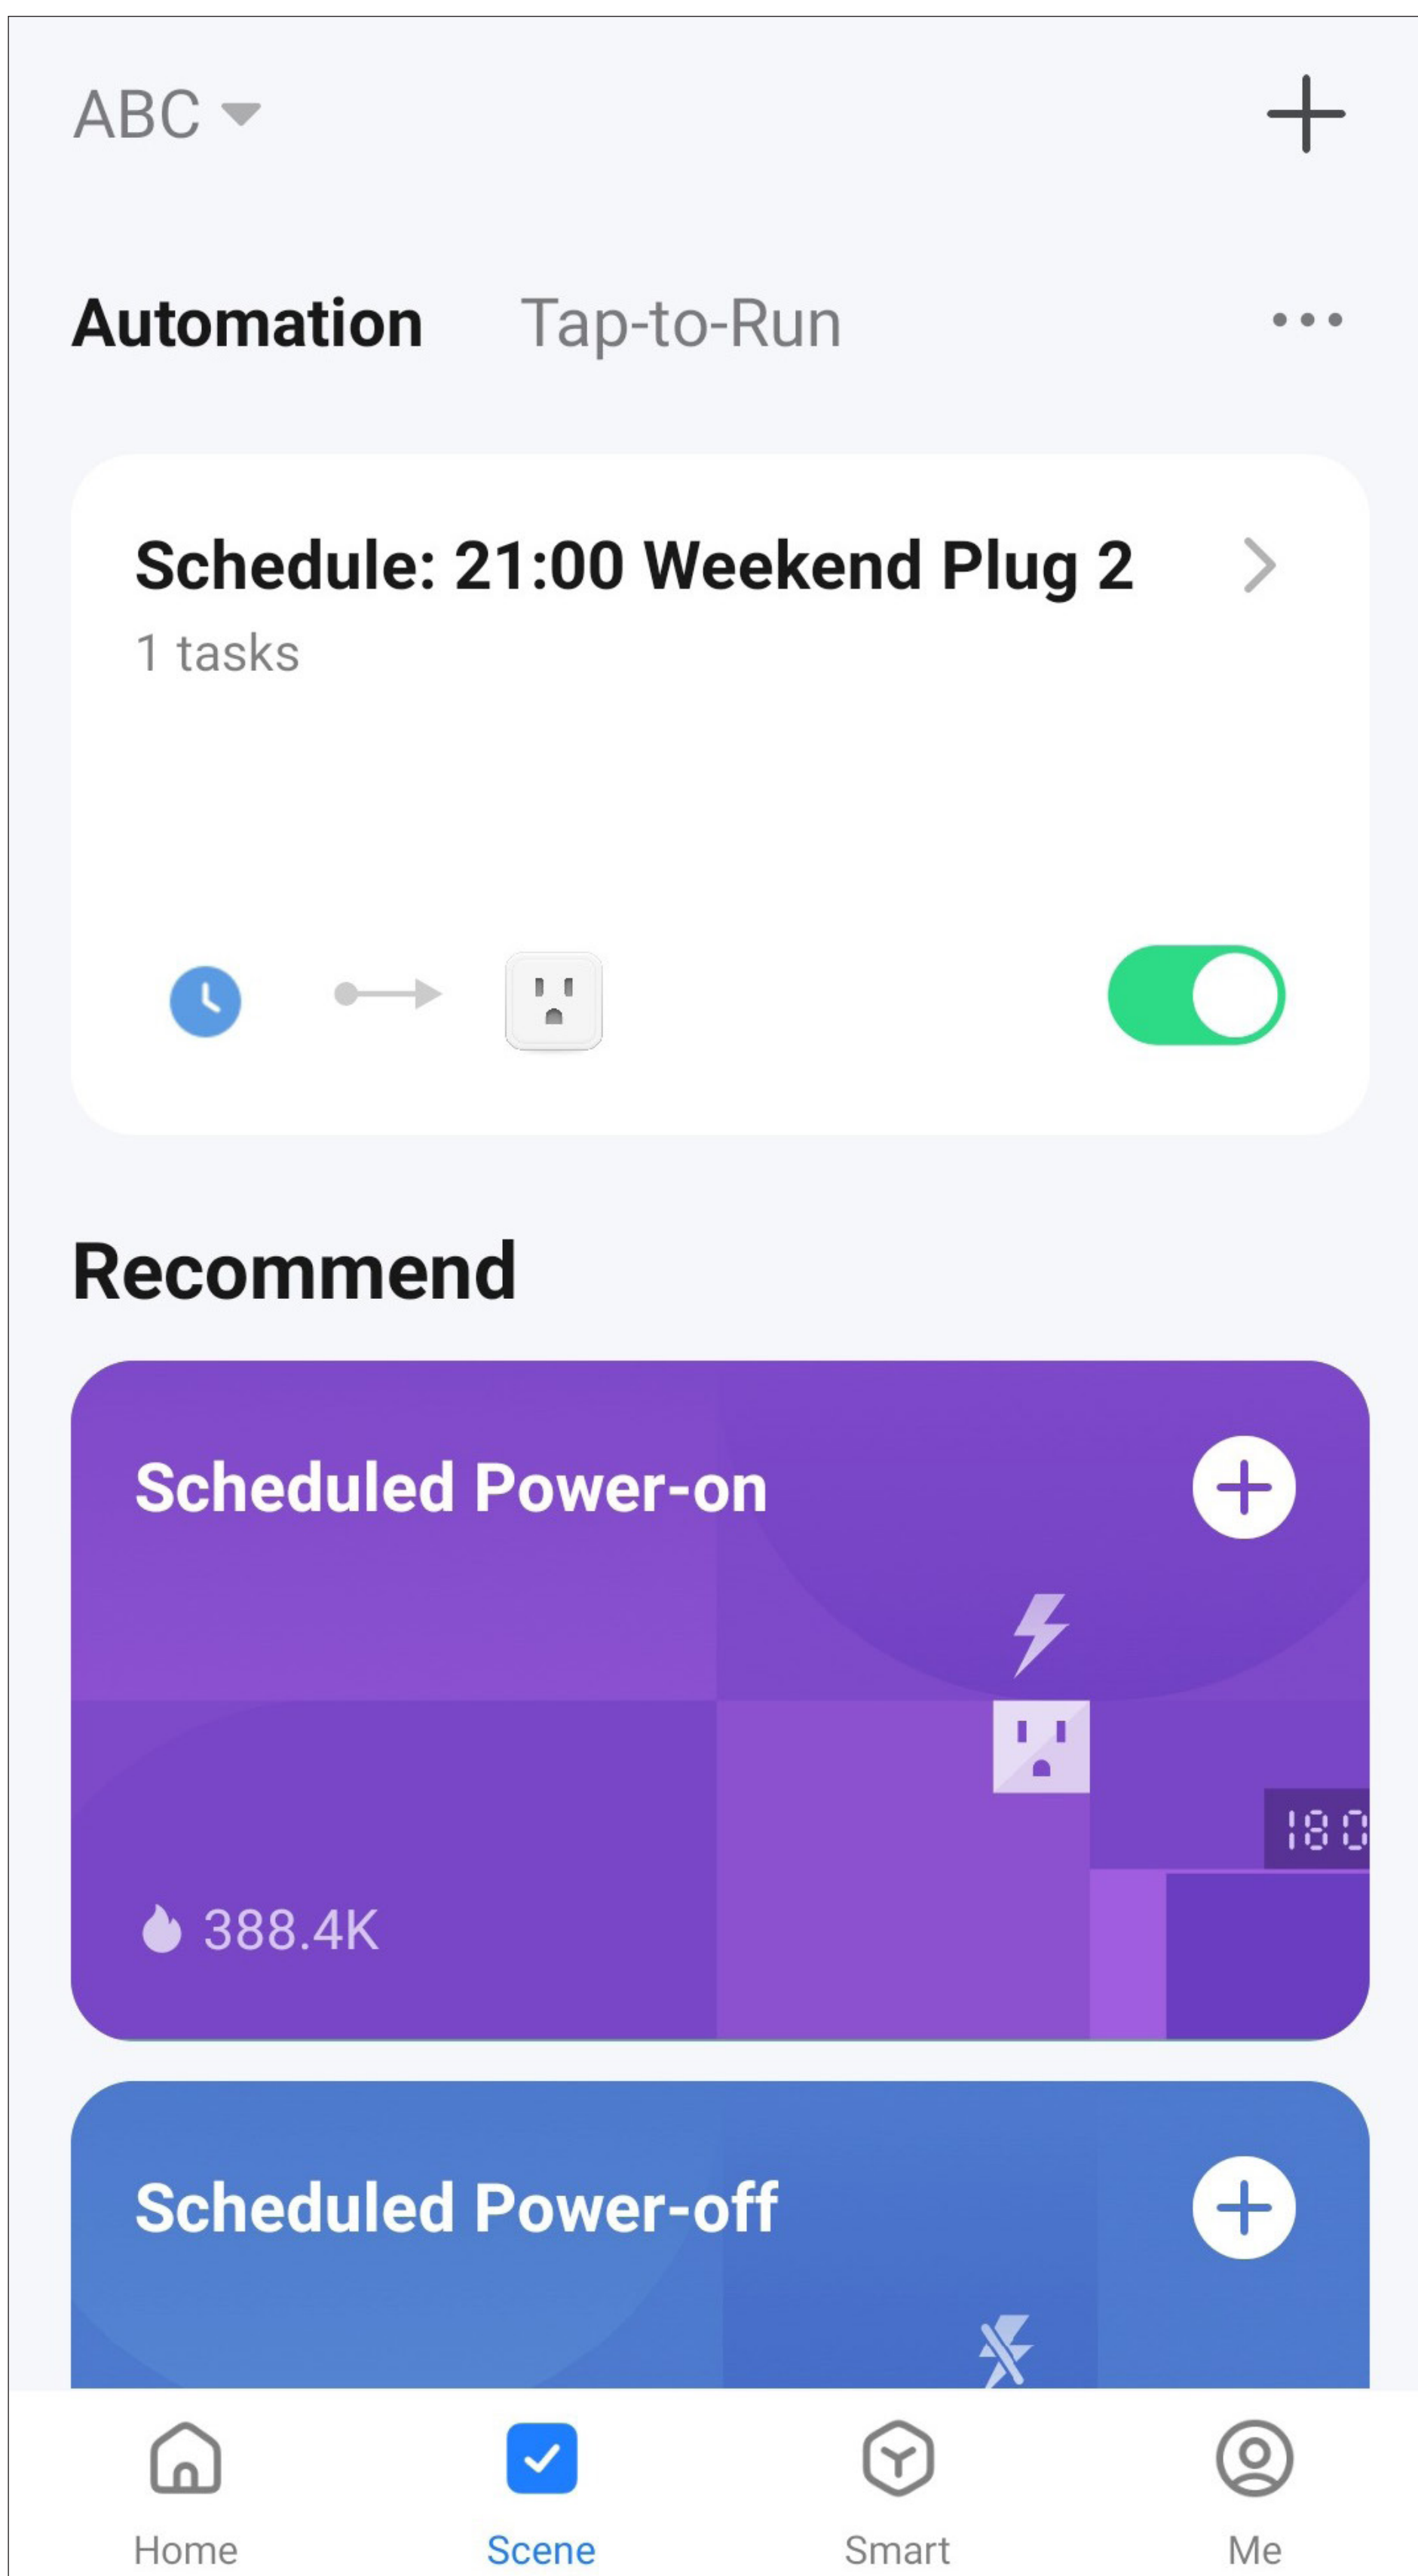 ABC
Automation Tap-to-Run
Schedule: 21:00 Weekend Plug 2
1 tasks
Recommend
Scheduled Power-on
180
388.4K
Scheduled Power-off
Home Scene Smart Me